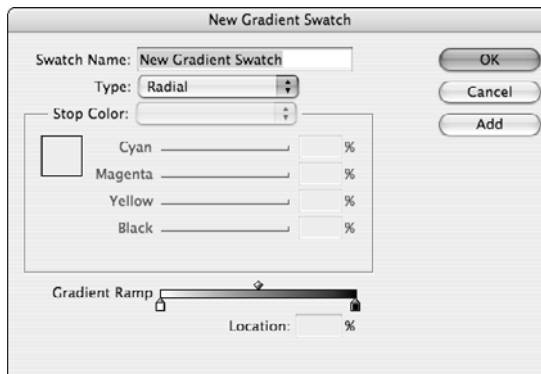 New Gradient Swatch
Swatch Name: New Gradient Swatch
OK
Type: Radial
Cancel
Stop Color:
Add
Cyan %
Magenta %
Yellow %
Black %
Gradient Ramp
Location: %